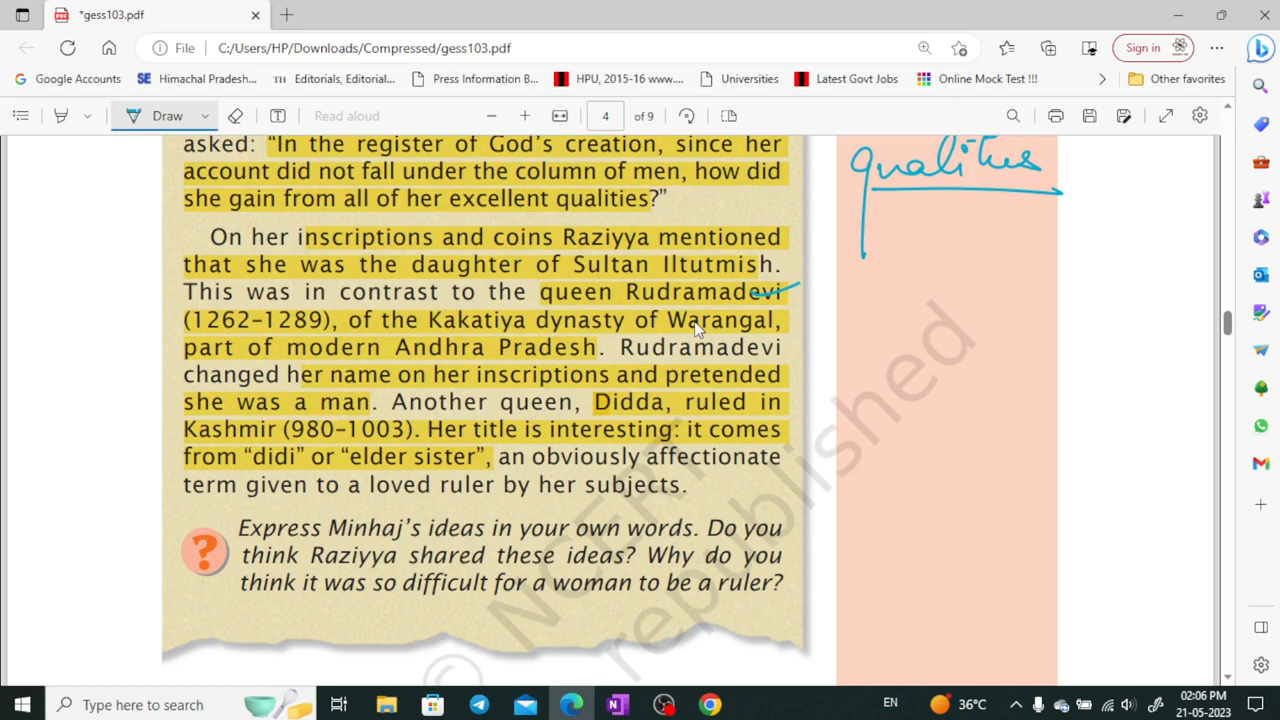 *gess103.pdf
File
C:/Users/HP/Downloads/Compressed/gess103.pdf
Sign in
Google Accounts
SE Himachal Pradesh...
TH Editorials, Editorial...
Press Information B...
HPU, 2015-16 www....
Universities
Latest Govt Jobs
Online Mock Test !!!
Other favorites
Draw
Read aloud
4 of 9
asked: “In the register of God's creation, since her
account did not fall under the column of men, how did
she gain from all of her excellent qualities?”
On her inscriptions and coins Raziyya mentioned
that she was the daughter of Sultan Iltutmish.
This was in contrast to the queen Rudramadevi
(1262–1289), of the Kakatiya dynasty of Warangal,
part of modern Andhra Pradesh. Rudramadevi
changed her name on her inscriptions and pretended
she was a man. Another queen, Didda, ruled in
Kashmir (980–1003). Her title is interesting: it comes
from “didi” or “elder sister”, an obviously affectionate
term given to a loved ruler by her subjects.
? Express Minhaj's ideas in your own words. Do you
think Raziyya shared these ideas? Why do you
think it was so difficult for a woman to be a ruler?
qualitus
© NCERT
republished
Type here to search
EN
36°C
02:06 PM
21-05-2023